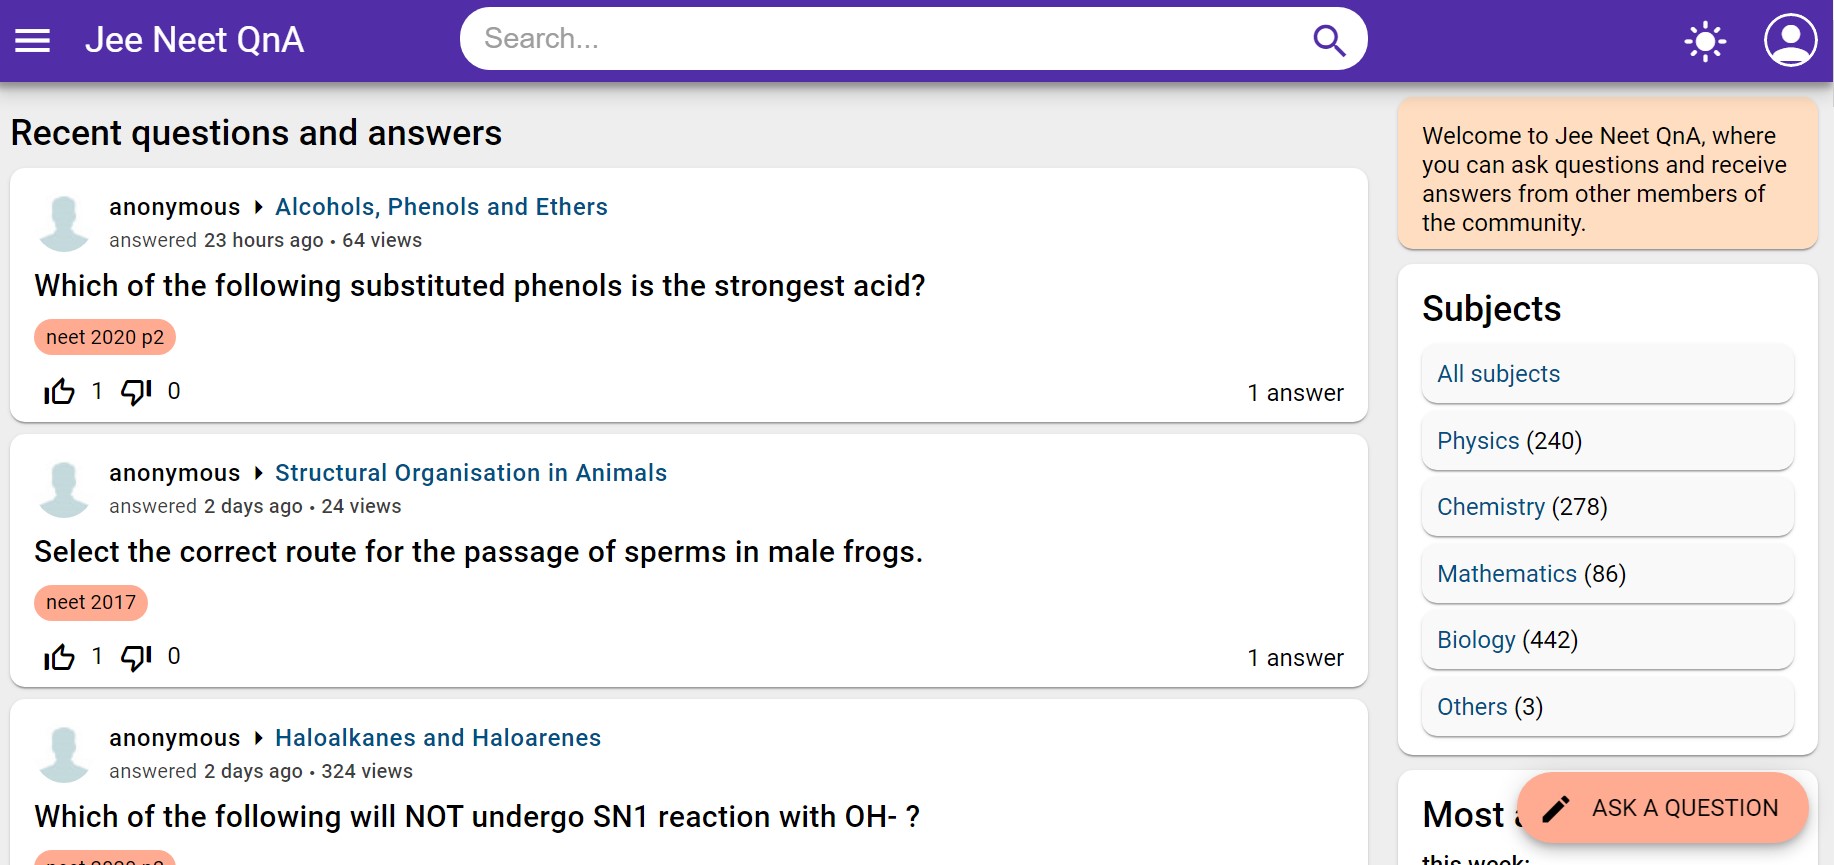 Jee Neet QnA
Search...
Recent questions and answers
anonymous Alcohols, Phenols and Ethers
answered 23 hours ago • 64 views
Which of the following substituted phenols is the strongest acid?
neet 2020 p2
1 0
1 answer
anonymous Structural Organisation in Animals
answered 2 days ago • 24 views
Select the correct route for the passage of sperms in male frogs.
neet 2017
1 0
1 answer
anonymous Haloalkanes and Haloarenes
answered 2 days ago • 324 views
Which of the following will NOT undergo SN1 reaction with OH- ?
neet 2020 p2
Welcome to Jee Neet QnA, where
you can ask questions and receive
answers from other members of
the community.
Subjects
All subjects
Physics (240)
Chemistry (278)
Mathematics (86)
Biology (442)
Others (3)
Most
ASK A QUESTION
this week: